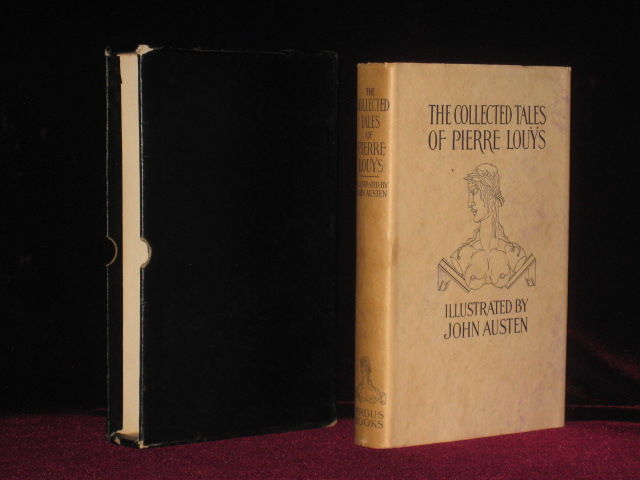 THE
COLLECTED
TALES
OF
PIERRE
LOUŸS
ILLUSTRATED BY
JOHN AUSTEN
ARGUS
BOOKS
THE COLLECTED TALES
OF PIERRE LOUŸS
ILLUSTRATED BY
JOHN AUSTEN